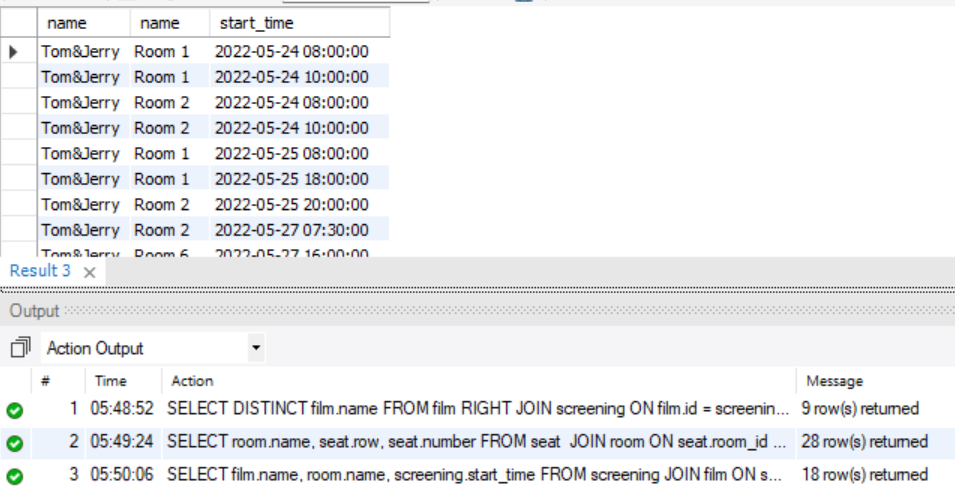 name name start_time
Tom&Jerry Room 1 2022-05-24 08:00:00
Tom&Jerry Room 1 2022-05-24 10:00:00
Tom&Jerry Room 2 2022-05-24 08:00:00
Tom&Jerry Room 2 2022-05-24 10:00:00
Tom&Jerry Room 1 2022-05-25 08:00:00
Tom&Jerry Room 1 2022-05-25 18:00:00
Tom&Jerry Room 2 2022-05-25 20:00:00
Tom&Jerry Room 2 2022-05-27 07:30:00
Tom&Jerry Room 6 2022-05-27 16:00:00
Result 3
Output
Action Output
# Time Action Message
1 05:48:52 SELECT DISTINCT film.name FROM film RIGHT JOIN screening ON film.id = screenin... 9 row(s) returned
2 05:49:24 SELECT room.name, seat.row, seat.number FROM seat JOIN room ON seat.room_id ... 28 row(s) returned
3 05:50:06 SELECT film.name, room.name, screening.start_time FROM screening JOIN film ON s... 18 row(s) returned